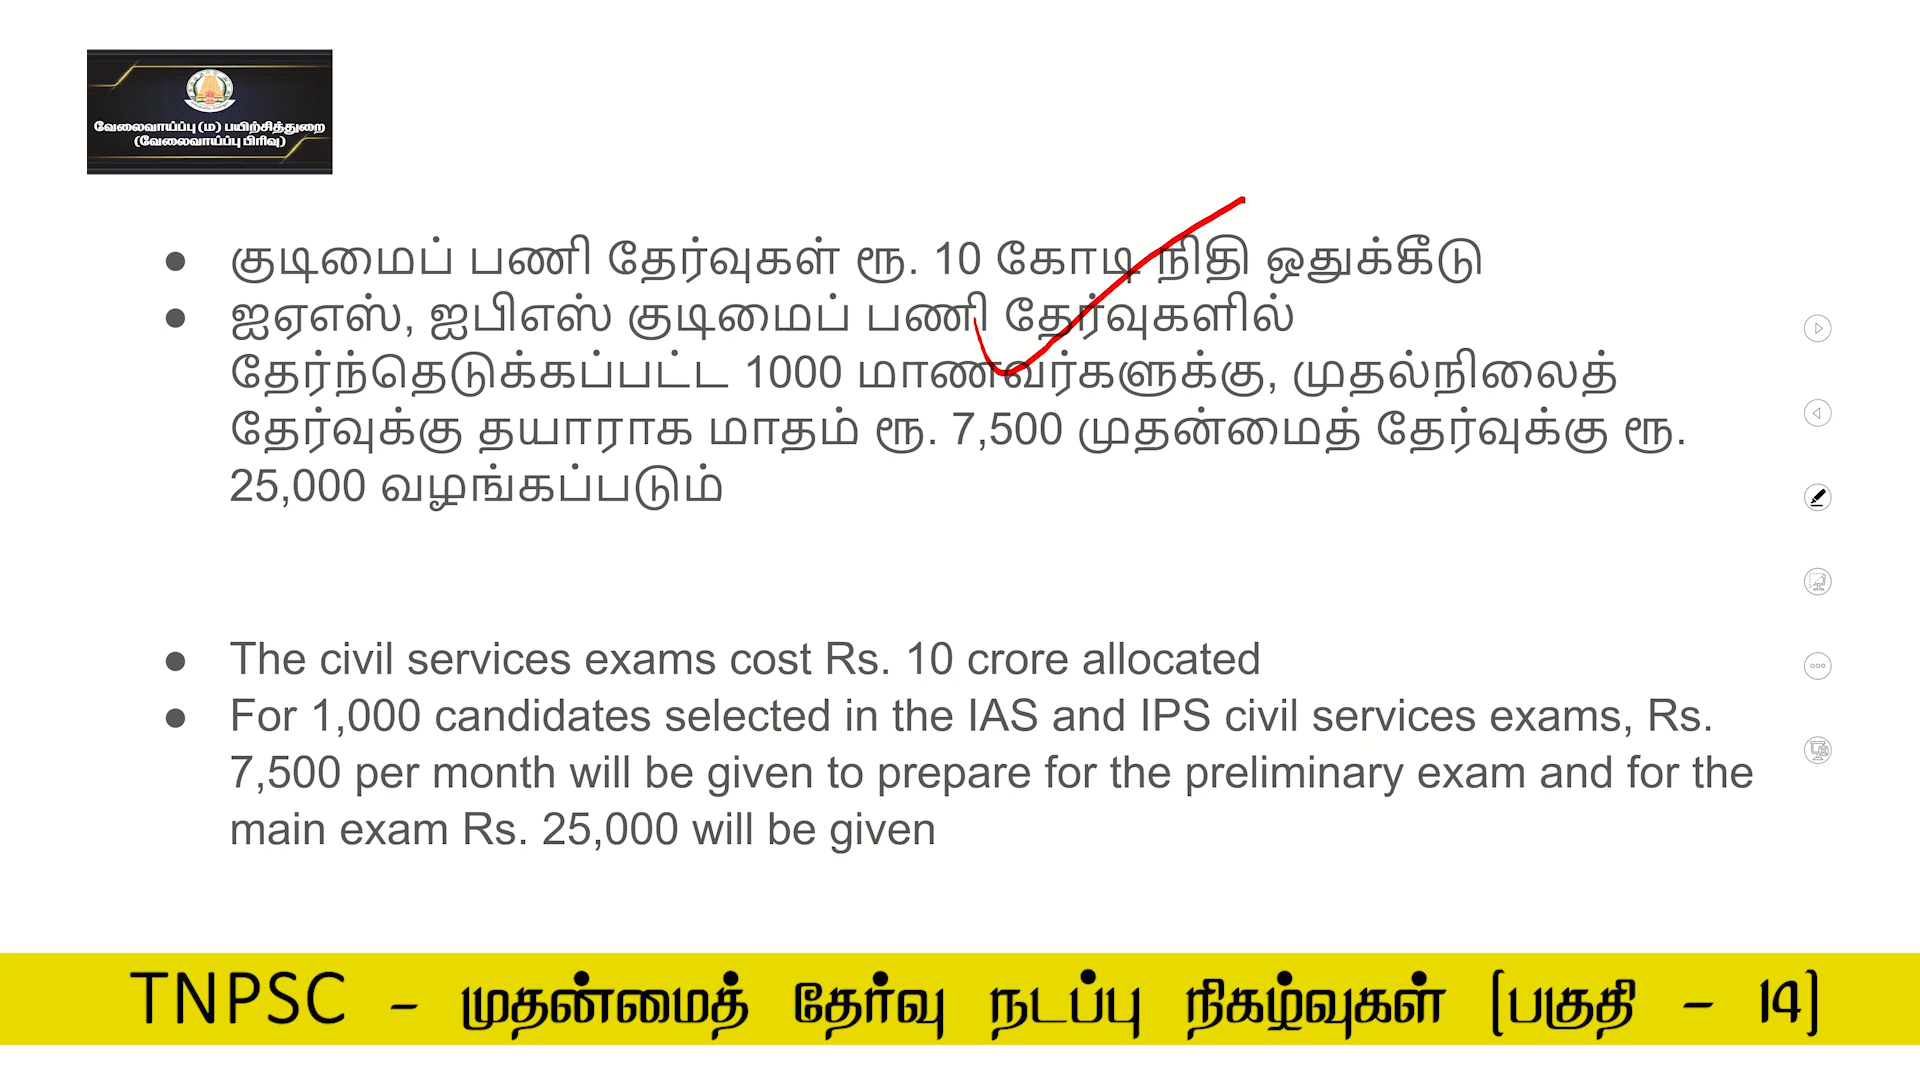 வேலைவாய்ப்பு (ம) பயிற்சித்துறை
(வேலைவாய்ப்பு பிரிவு)
● குடிமைப் பணி தேர்வுகள் ரூ. 10 கோடி நிதி ஒதுக்கீடு
● ஐஏஎஸ், ஐபிஎஸ் குடிமைப் பணி தேர்வுகளில்
தேர்ந்தெடுக்கப்பட்ட 1000 மாணவர்களுக்கு, முதல்நிலைத்
தேர்வுக்கு தயாராக மாதம் ரூ. 7,500 முதன்மைத் தேர்வுக்கு ரூ.
25,000 வழங்கப்படும்
● The civil services exams cost Rs. 10 crore allocated
● For 1,000 candidates selected in the IAS and IPS civil services exams, Rs.
7,500 per month will be given to prepare for the preliminary exam and for the
main exam Rs. 25,000 will be given
TNPSC - முதன்மைத் தேர்வு நடப்பு நிகழ்வுகள் (பகுதி - 14)